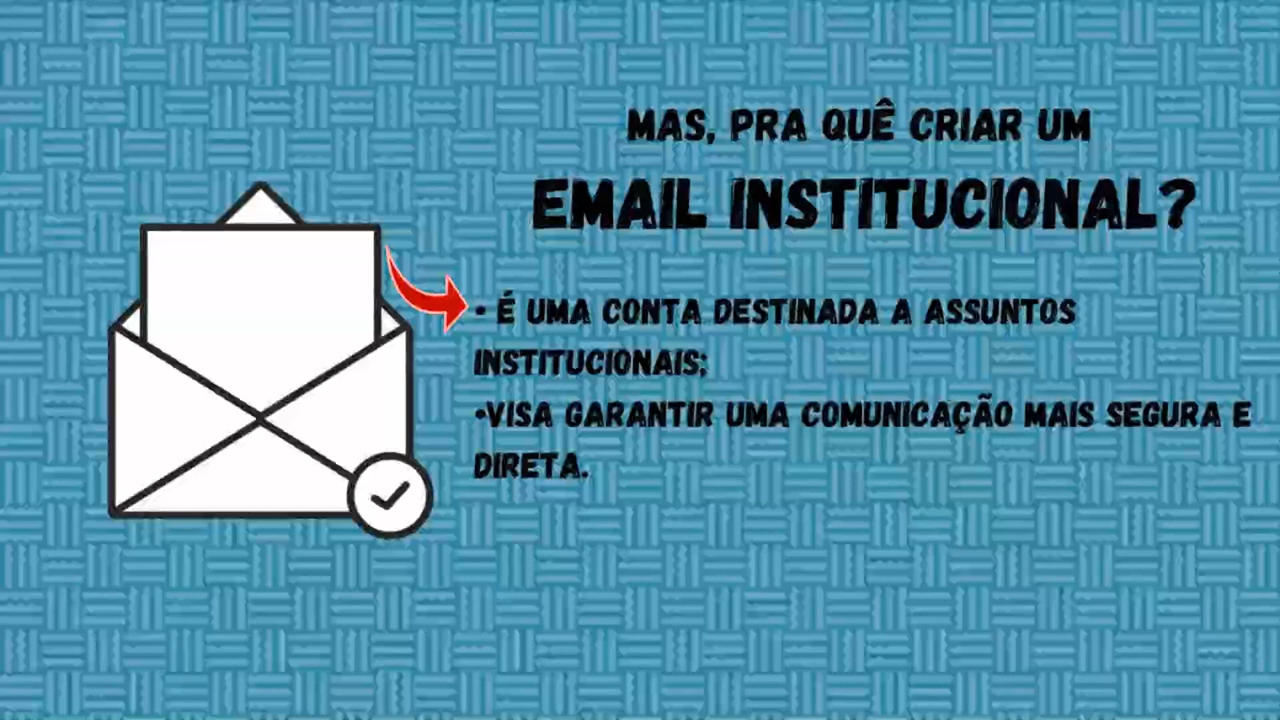 MAS, PRA QUÊ CRIAR UM
EMAIL INSTITUCIONAL?
• É UMA CONTA DESTINADA A ASSUNTOS
INSTITUCIONAIS;
•VISA GARANTIR UMA COMUNICAÇÃO MAIS SEGURA E
DIRETA.